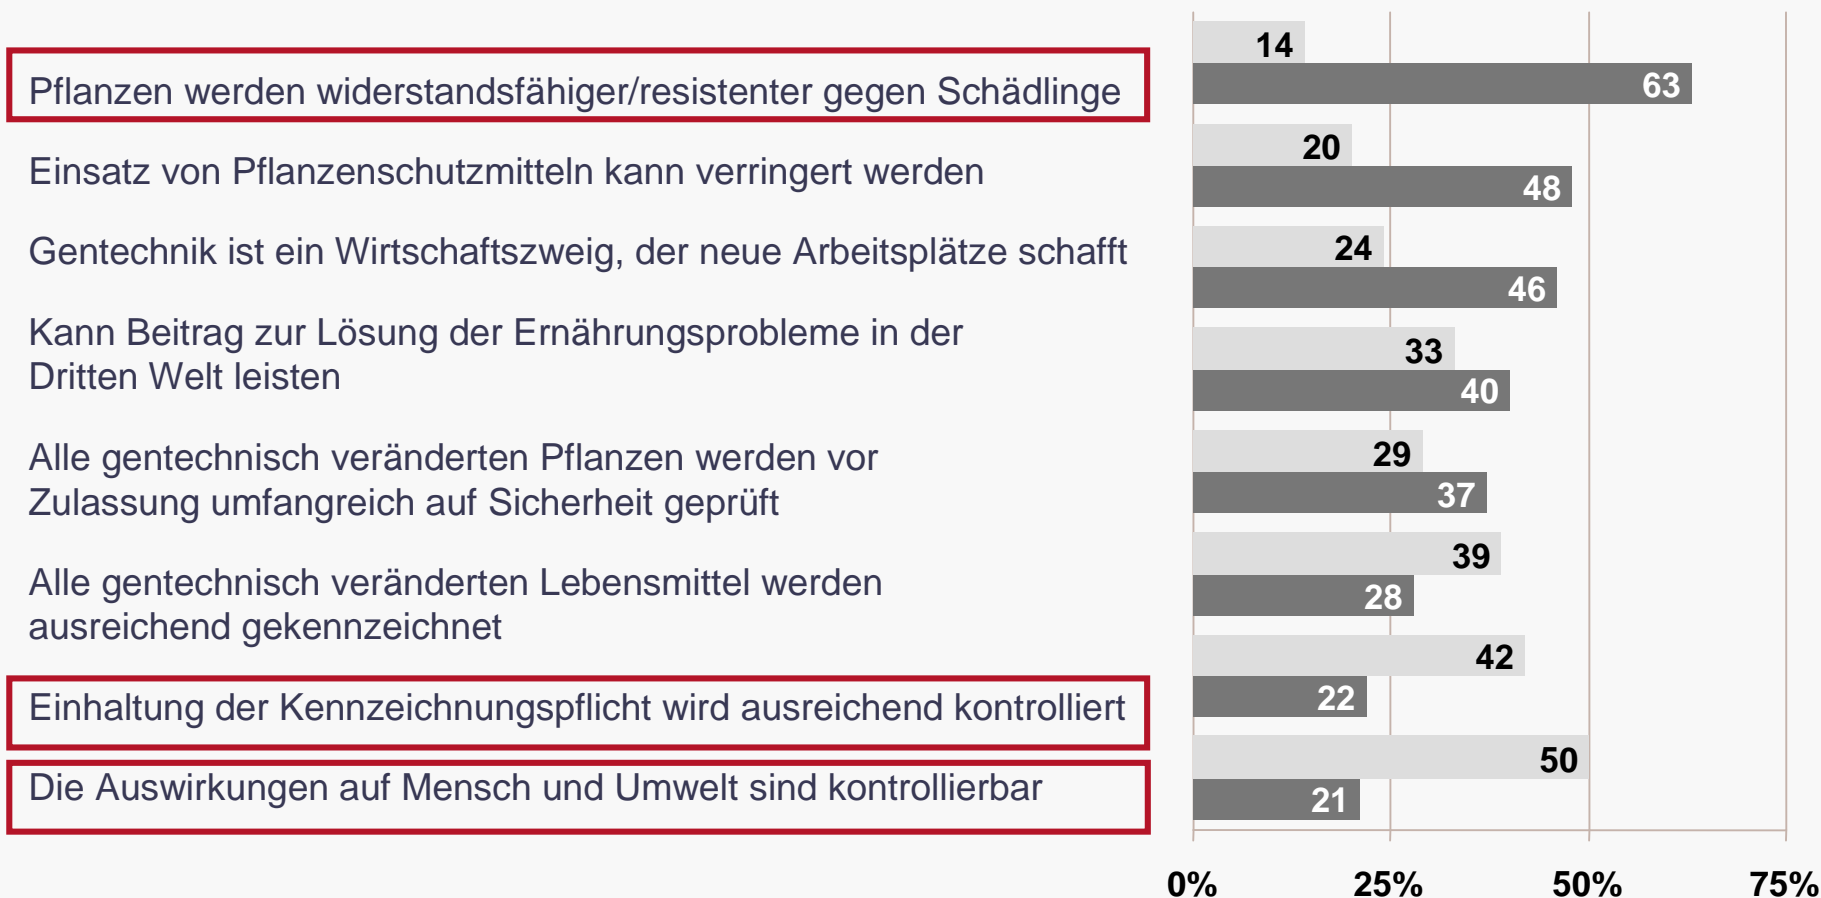 14
Pflanzen werden widerstandsfähiger/resistenter gegen Schädlinge
63
20
Einsatz von Pflanzenschutzmitteln kann verringert werden
48
Gentechnik ist ein Wirtschaftszweig, der neue Arbeitsplätze schafft
24
46
Kann Beitrag zur Lösung der Ernährungsprobleme in der
Dritten Welt leisten
33
40
Alle gentechnisch veränderten Pflanzen werden vor
Zulassung umfangreich auf Sicherheit geprüft
29
37
Alle gentechnisch veränderten Lebensmittel werden
ausreichend gekennzeichnet
39
28
Einhaltung der Kennzeichnungspflicht wird ausreichend kontrolliert
42
22
Die Auswirkungen auf Mensch und Umwelt sind kontrollierbar
50
21
0% 25% 50% 75%